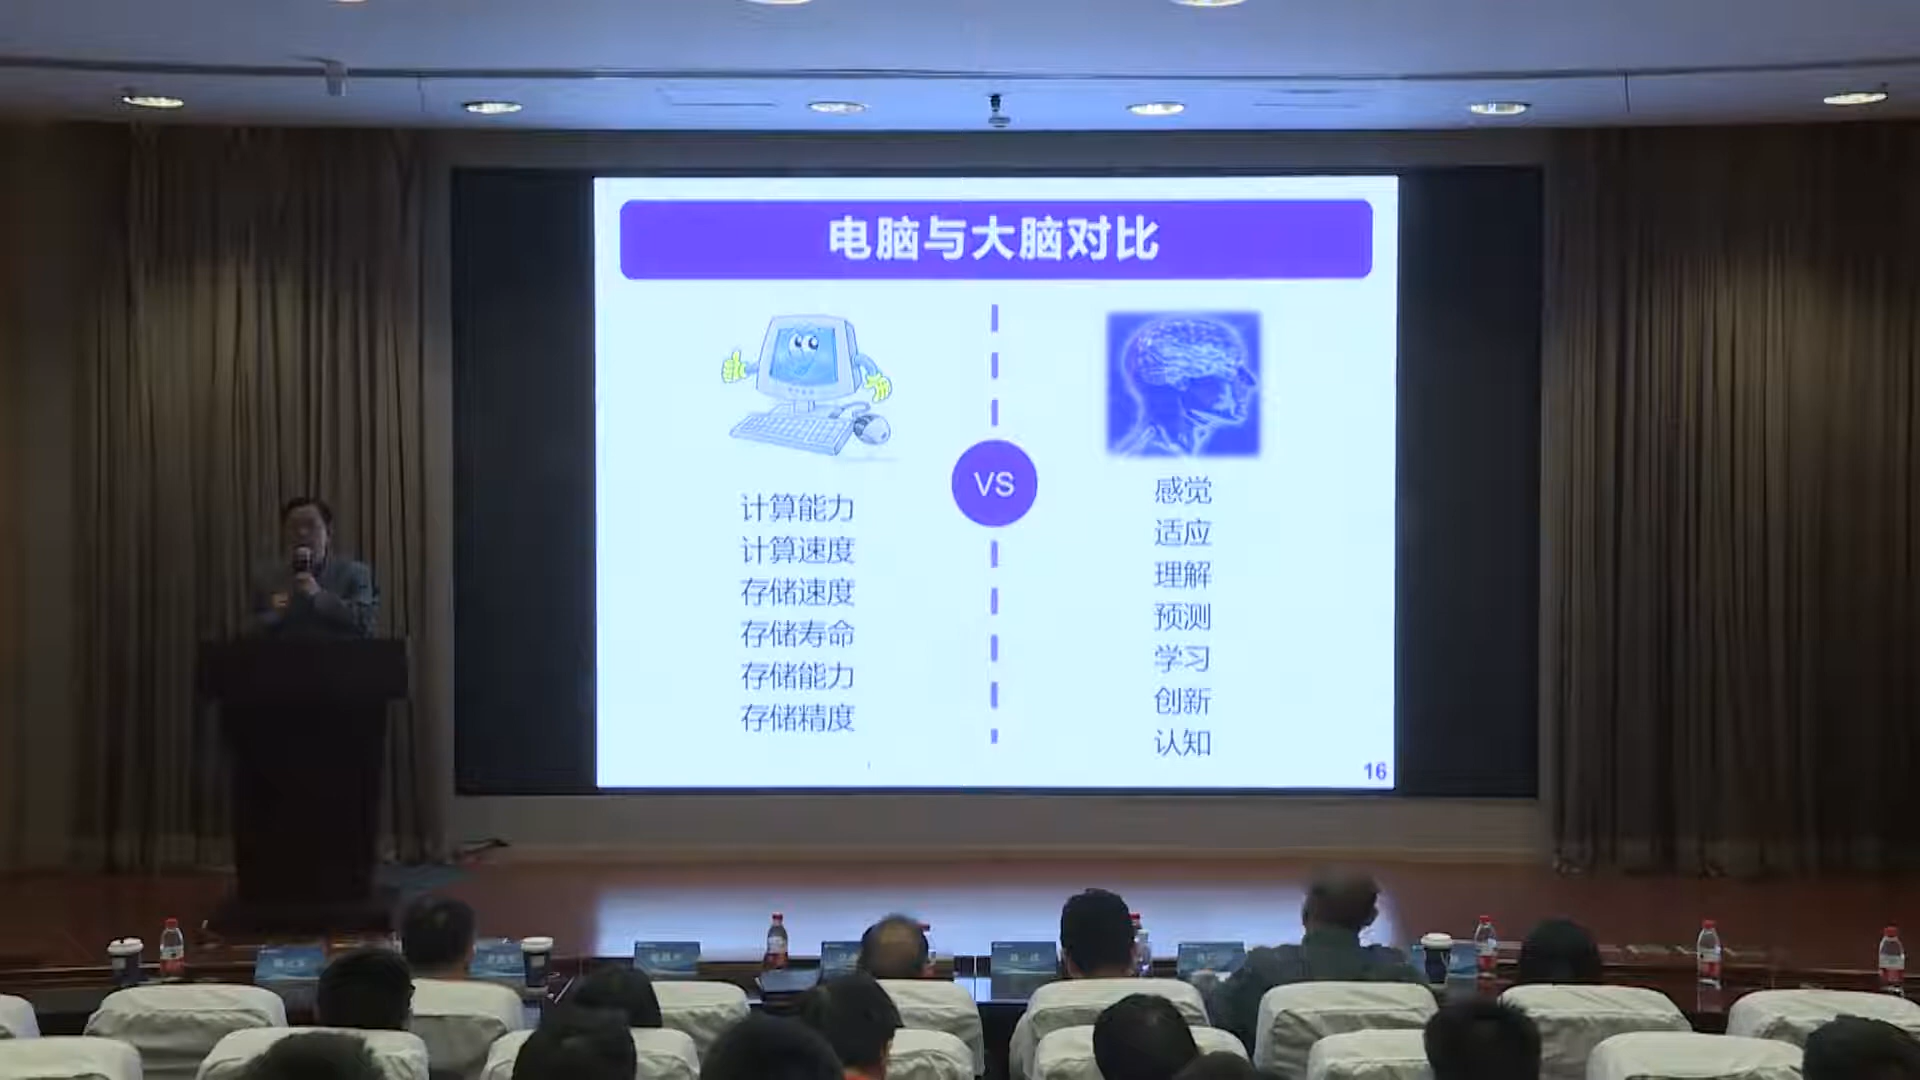 电脑与大脑对比
VS
计算能力
计算速度
存储速度
存储寿命
存储能力
存储精度
感觉
适应
理解
预测
学习
创新
认知
16